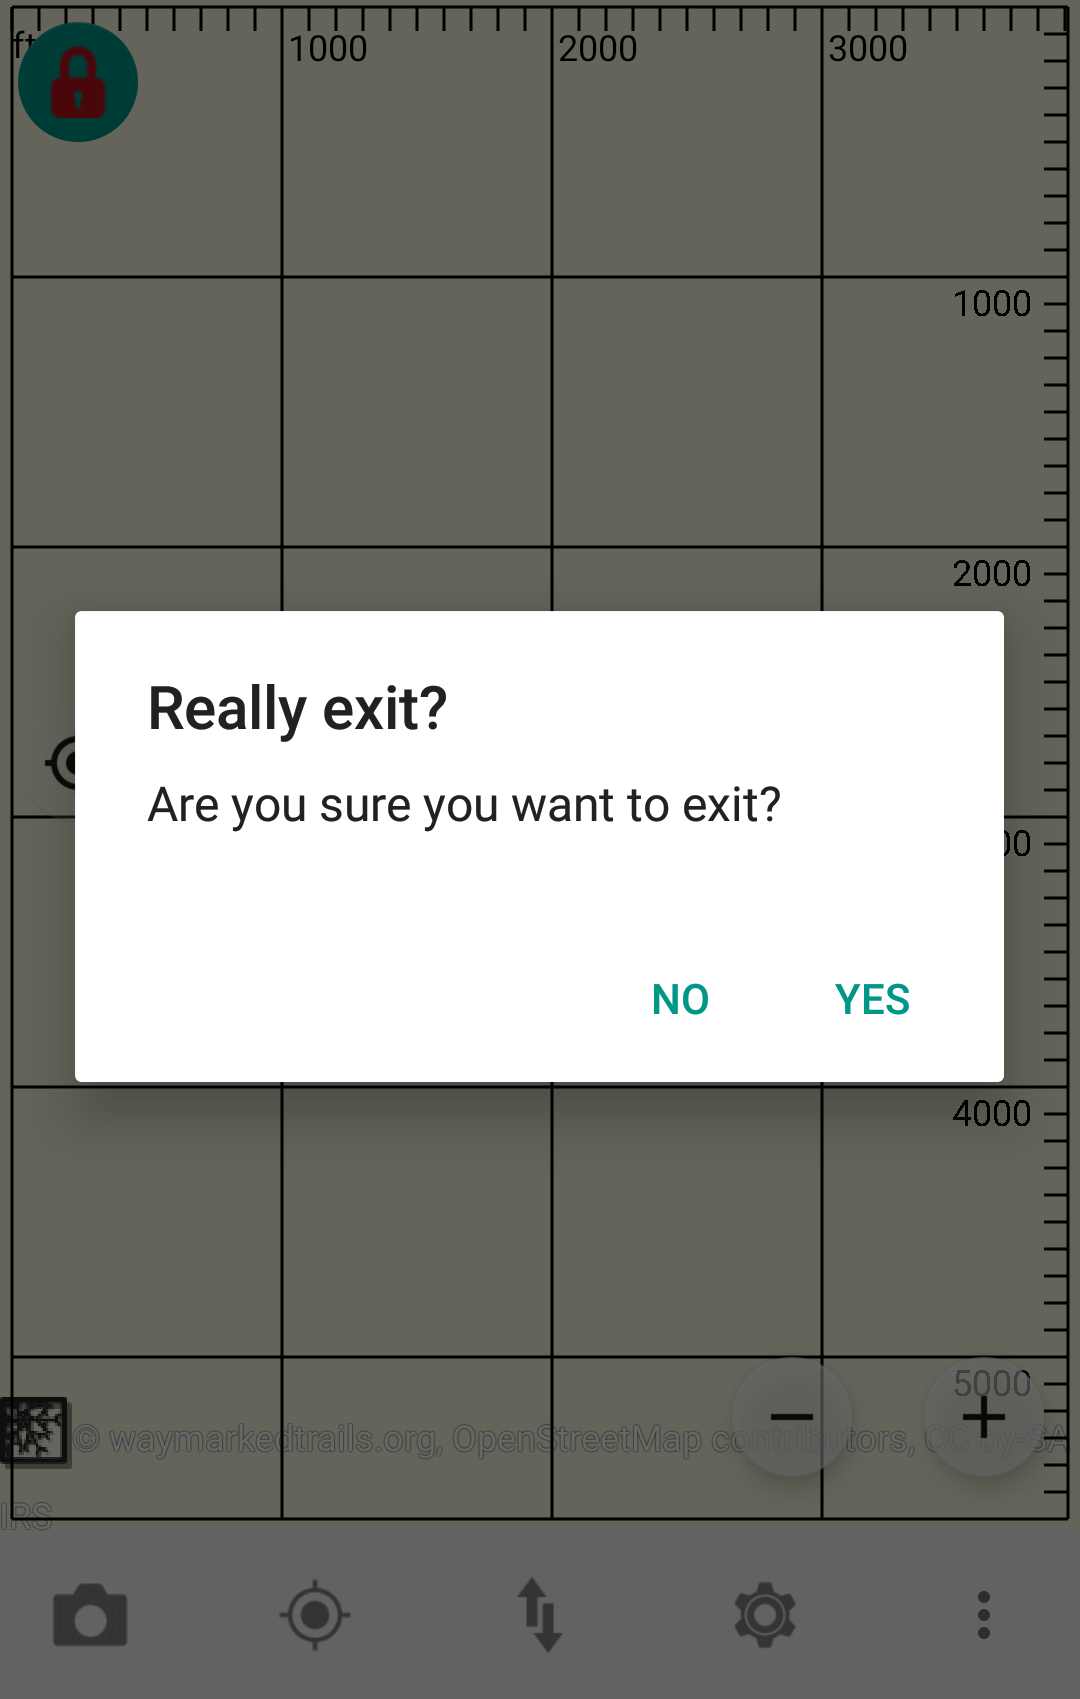 ft
1000
2000
3000
1000
2000
Really exit?
Are you sure you want to exit?
00
NO
YES
4000
5000
© waymarkedtrails.org, OpenStreetMap contributors, CC by-SA
IRS